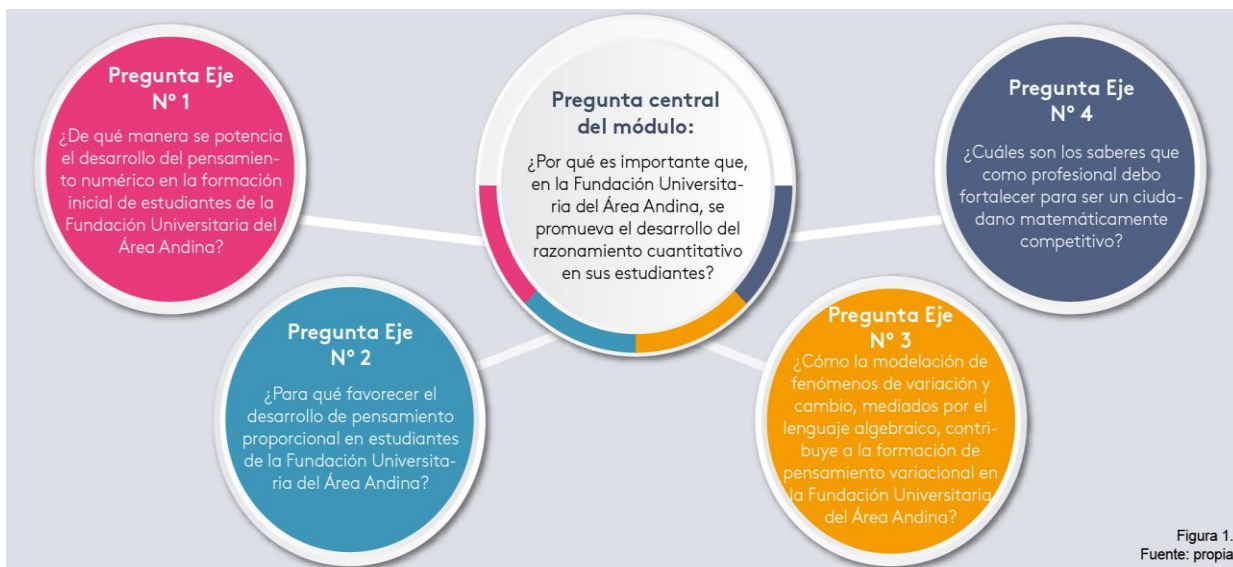 Pregunta Eje
N° 1
¿De qué manera se potencia
el desarrollo del pensamien-
to numérico en la formación
inicial de estudiantes de la
Fundación Universitaria del
Área Andina?
Pregunta central
del módulo:
¿Por qué es importante que,
en la Fundación Universita-
ria del Área Andina, se
promueva el desarrollo del
razonamiento cuantitativo
en sus estudiantes?
Pregunta Eje
N° 4
¿Cuáles son los saberes que
como profesional debo
fortalecer para ser un ciuda-
dano matemáticamente
competitivo?
Pregunta Eje
N° 2
¿Para qué favorecer el
desarrollo de pensamiento
proporcional en estudiantes
de la Fundación Universita-
ria del Área Andina?
Pregunta Eje
N° 3
¿Cómo la modelación de
fenómenos de variación y
cambio, mediados por el
lenguaje algebraico, contri-
buye a la formación de
pensamiento variacional en
la Fundación Universitaria
del Área Andina?
Figura 1.
Fuente: propia